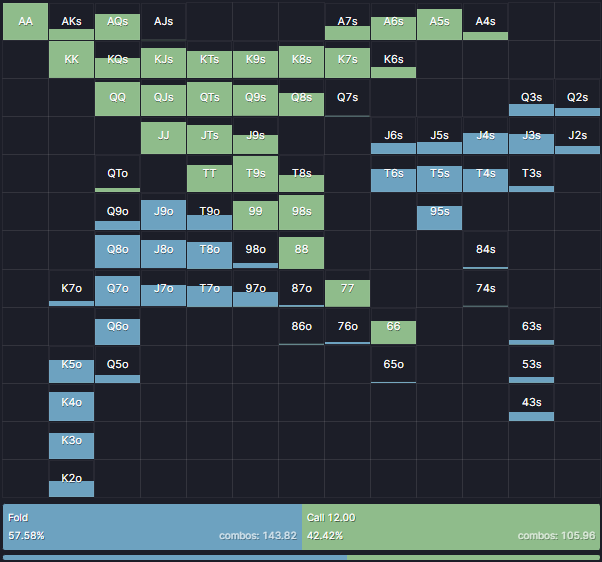 AA AKs AQs AJs A7s A6s A5s A4s
KK KQs KJs KTs K9s K8s K7s K6s
QQ QJs QTs Q9s Q8s Q7s Q3s Q2s
JJ JTs J9s J6s J5s J4s J3s J2s
QTo TT T9s T8s T6s T5s T4s T3s
Q9o J9o T9o 99 98s 95s
Q8o J8o T8o 98o 88 84s
K7o Q7o J7o T7o 97o 87o 77 74s
Q6o 86o 76o 66 63s
K5o Q5o 65o 53s
K4o 43s
K3o
K2o
Fold Call 12.00
57.58% combos: 143.82 42.42% combos: 105.96